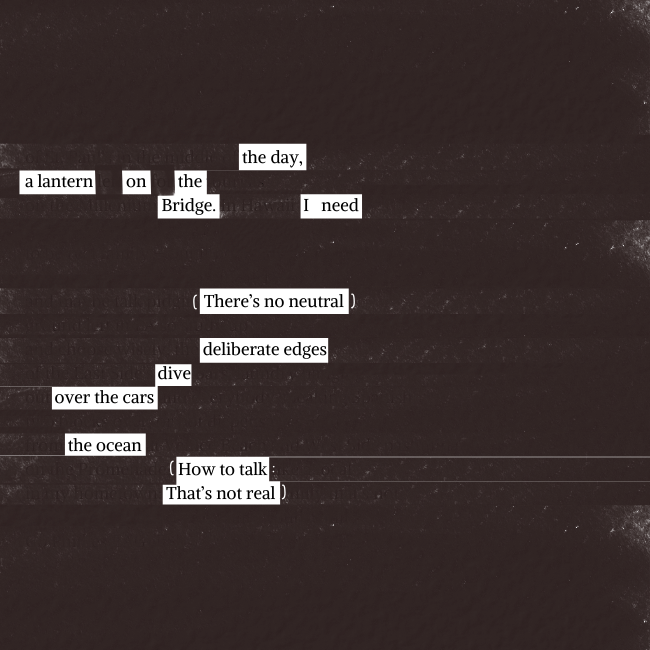 the day,
a lantern on the
Bridge. I need
(There’s no neutral)
deliberate edges
dive
over the cars
the ocean
(How to talk:
That’s not real)